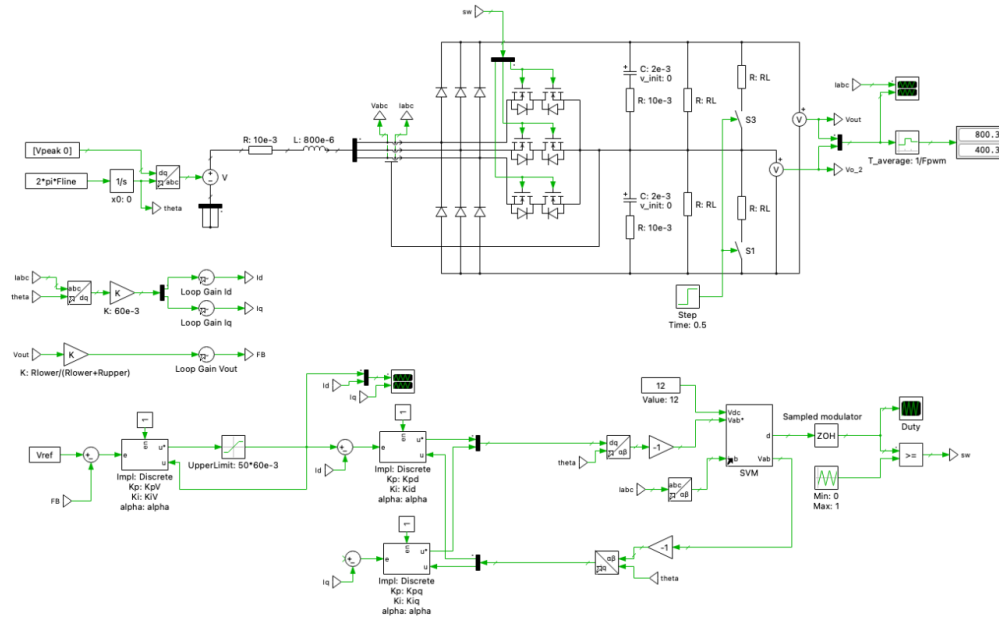 sw
C: 2e-3
v_init: 0
R: RL
R: RL
Iabc
R: 10e-3
S3
V
Vout
800.3
400.3
T_average: 1/Fpwm
Vabc
Iabc
R: 10e-3
L: 800e-6
[Vpeak 0]
dq
abc
V
2*pi*Fline
1/s
x0: 0
theta
V
Vo_2
C: 2e-3
v_init: 0
R: RL
R: RL
R: 10e-3
S1
Step
Time: 0.5
Iabc
theta
abc
dq
K
K: 60e-3
Id
Loop Gain Id
Iq
Loop Gain Iq
Vout
K
K: Rlower/(Rlower+Rupper)
Loop Gain Vout
FB
Id
Iq
12
Value: 12
Vdc
Vab*
d
Vab
SVM
Sampled modulator
ZOH
Duty
>=
sw
Min: 0
Max: 1
1
en
e
u*
u
Vref
FB
Impl: Discrete
Kp: KpV
Ki: KiV
alpha: alpha
UpperLimit: 50*60e-3
Id
1
en
e
u*
u
Impl: Discrete
Kp: Kpd
Ki: Kid
alpha: alpha
dq
αβ
theta
-1
Iabc
abc
αβ
1
en
e
u*
u
Iq
Impl: Discrete
Kp: Kpq
Ki: Kiq
alpha: alpha
αβ
dq
-1
theta